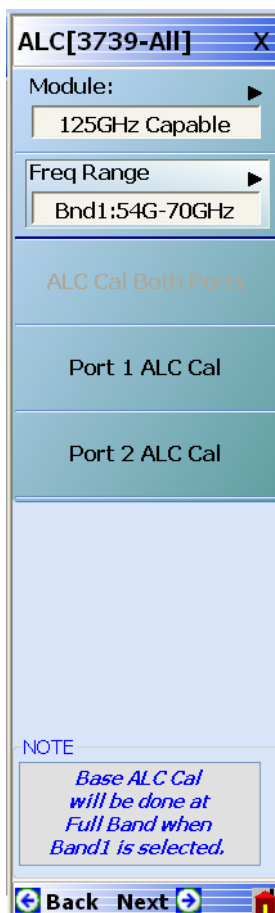 ALC[3739-All] X
Module:
125GHz Capable
Freq Range
Bnd1:54G-70GHz
ALC Cal Both Ports
Port 1 ALC Cal
Port 2 ALC Cal
NOTE
Base ALC Cal
will be done at
Full Band when
Band1 is selected.
Back Next